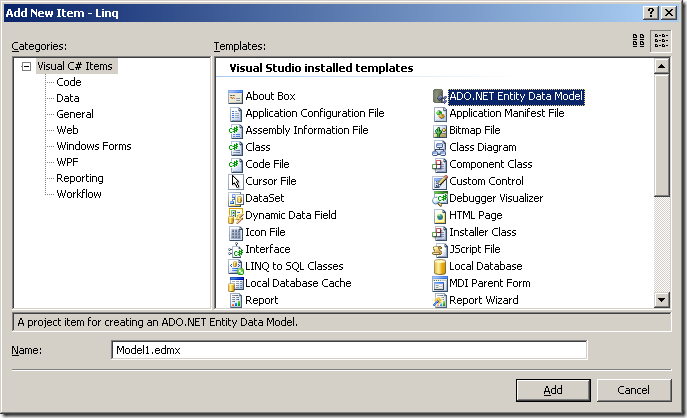 Add New Item - Linq
Categories:
Templates:
Visual C# Items
Code
Data
General
Web
Windows Forms
WPF
Reporting
Workflow
Visual Studio installed templates
About Box
ADO.NET Entity Data Model
Application Configuration File
Application Manifest File
Assembly Information File
Bitmap File
Class
Class Diagram
Code File
Component Class
Cursor File
Custom Control
DataSet
Debugger Visualizer
Dynamic Data Field
HTML Page
Icon File
Installer Class
Interface
JScript File
LINQ to SQL Classes
Local Database
Local Database Cache
MDI Parent Form
Report
Report Wizard
A project item for creating an ADO.NET Entity Data Model.
Name:
Model1.edmx
Add
Cancel